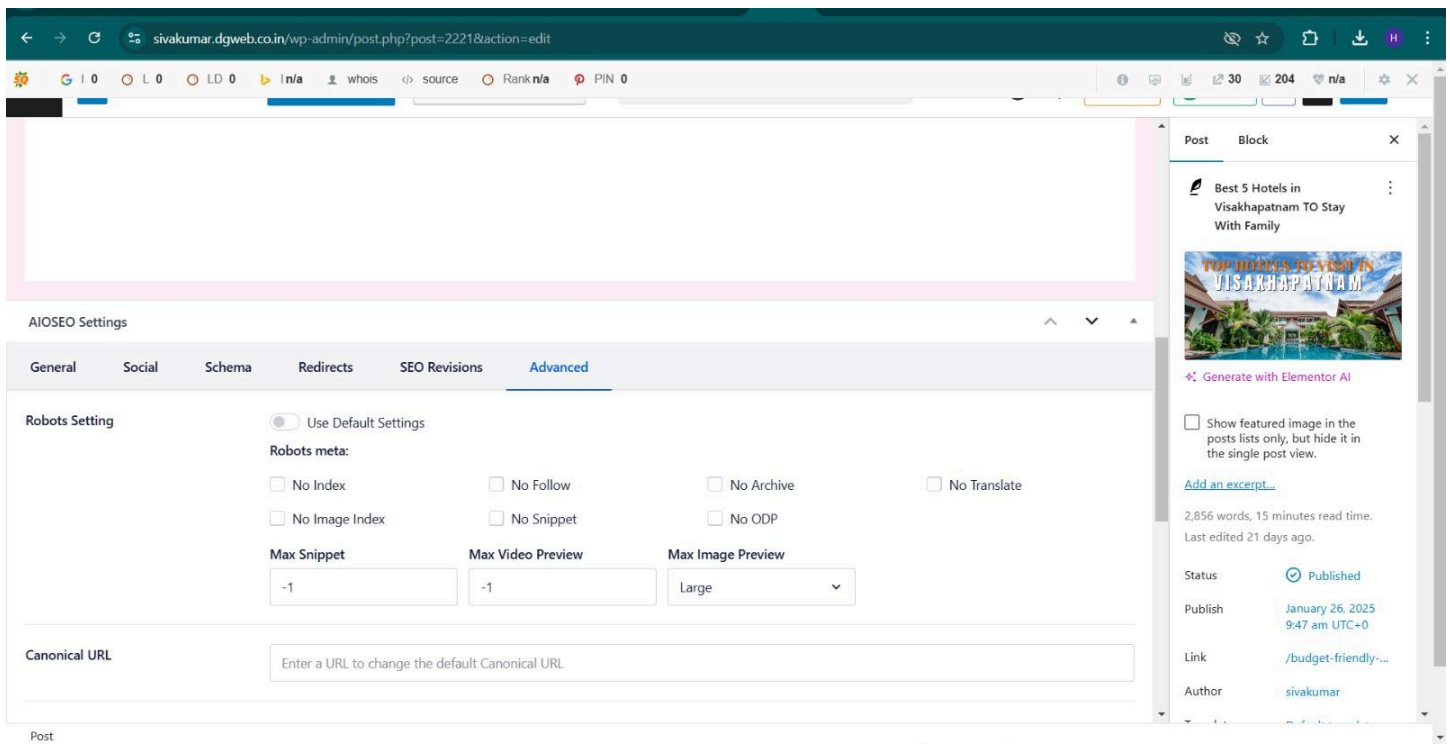 sivakumar.dgweb.co.in/wp-admin/post.php?post=2221&action=edit
H
SQ G I 0 L 0 LD 0 I n/a whois </> source Rank n/a PIN 0 30 204 n/a
Post Block
Best 5 Hotels in
Visakhapatnam TO Stay
With Family
TOP HOTELS TO VISIT IN
VISAKHAPATNAM
Generate with Elementor AI
Show featured image in the
posts lists only, but hide it in
the single post view.
Add an excerpt...
2,856 words, 15 minutes read time.
Last edited 21 days ago.
Status Published
Publish January 26, 2025
9:47 am UTC+0
Link /budget-friendly-...
Author sivakumar
AIOSEO Settings
General Social Schema Redirects SEO Revisions Advanced
Robots Setting
Use Default Settings
Robots meta:
No Index No Follow No Archive No Translate
No Image Index No Snippet No ODP
Max Snippet Max Video Preview Max Image Preview
-1 -1 Large
Canonical URL
Enter a URL to change the default Canonical URL
Post